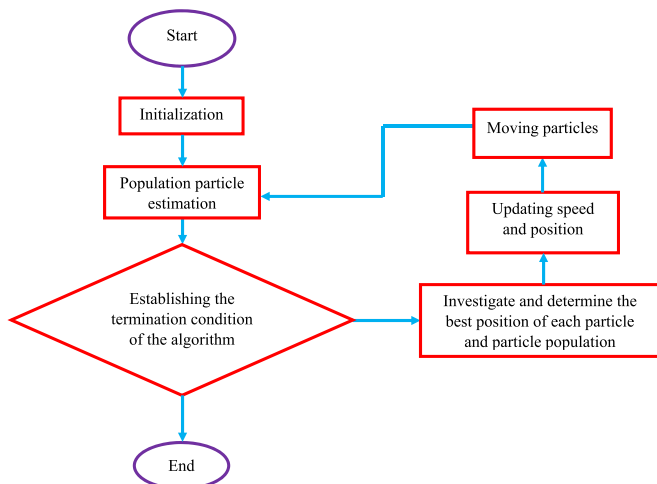 Start
Initialization
Population particle
estimation
Establishing the
termination condition
of the algorithm
End
Investigate and determine the
best position of each particle
and particle population
Updating speed
and position
Moving particles